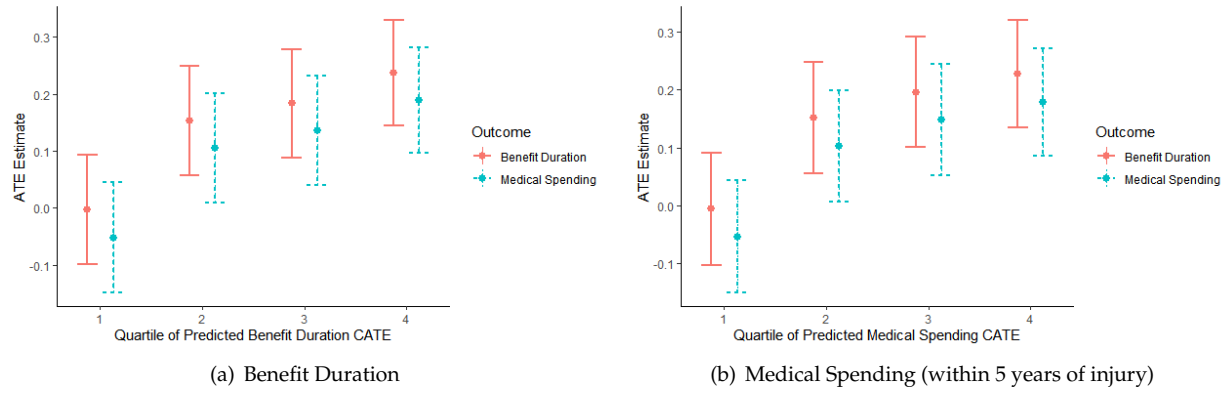 ATE Estimate
0.3
0.2
0.1
0.0
-0.1
1 2 3 4
Quartile of Predicted Benefit Duration CATE
Outcome
Benefit Duration
Medical Spending
(a) Benefit Duration
ATE Estimate
0.3
0.2
0.1
0.0
-0.1
1 2 3 4
Quartile of Predicted Medical Spending CATE
Outcome
Benefit Duration
Medical Spending
(b) Medical Spending (within 5 years of injury)